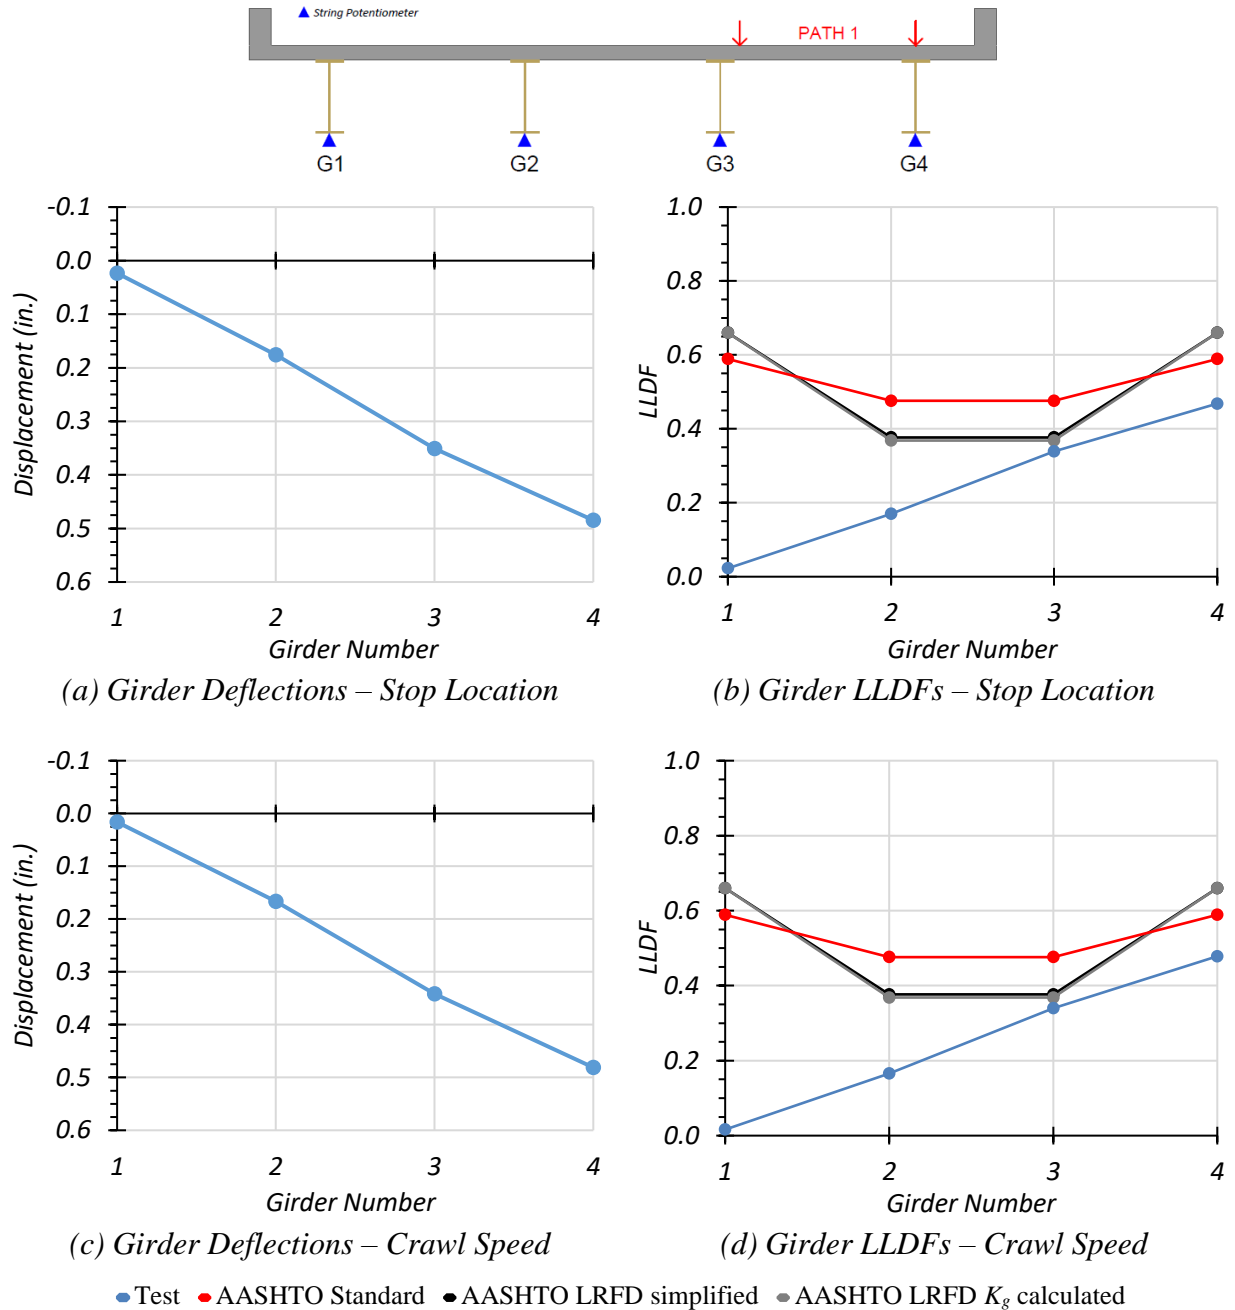 String Potentiometer
PATH 1
G1 G2 G3 G4
-0.1
0.0
0.1
0.2
0.3
0.4
0.5
0.6
Displacement (in.)
1 2 3 4
Girder Number
(a) Girder Deflections – Stop Location
1.0
0.8
0.6
0.4
0.2
0.0
LLDF
1 2 3 4
Girder Number
(b) Girder LLDFs – Stop Location
-0.1
0.0
0.1
0.2
0.3
0.4
0.5
0.6
Displacement (in.)
1 2 3 4
Girder Number
(c) Girder Deflections – Crawl Speed
1.0
0.8
0.6
0.4
0.2
0.0
LLDF
1 2 3 4
Girder Number
(d) Girder LLDFs – Crawl Speed
Test AASHTO Standard AASHTO LRFD simplified AASHTO LRFD Kg calculated